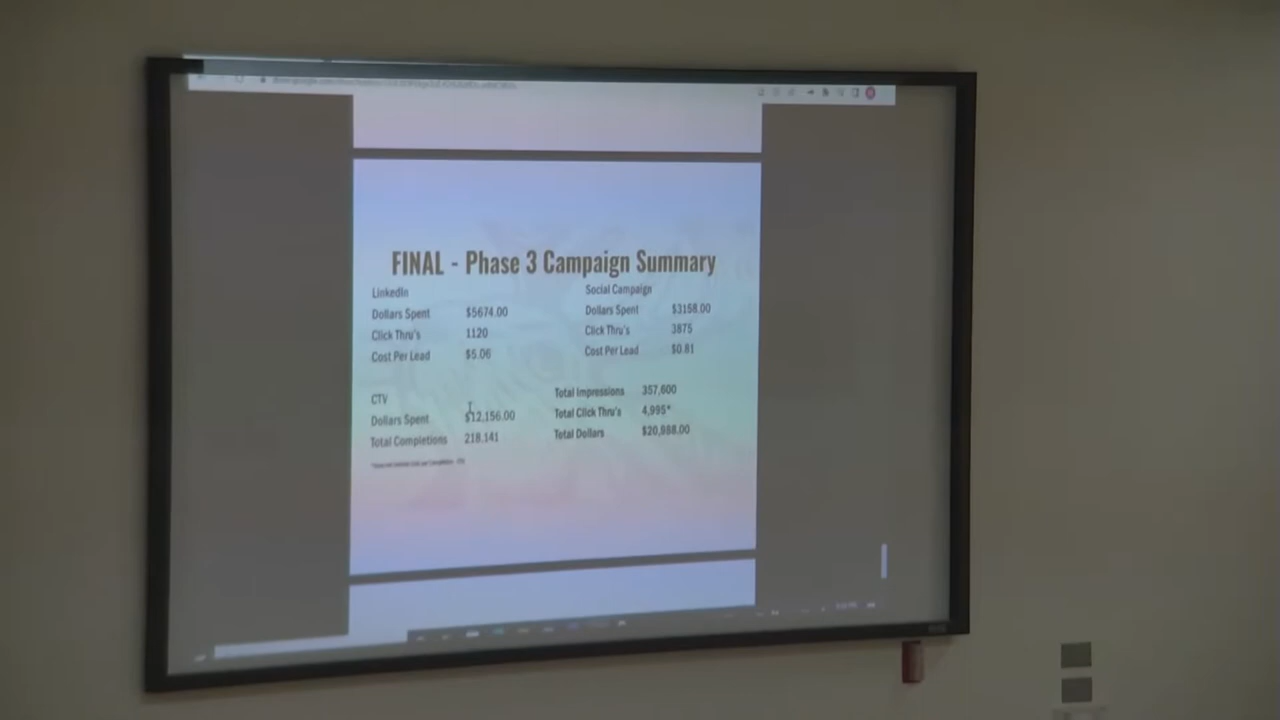 FINAL - Phase 3 Campaign Summary
LinkedIn
Dollars Spent $5674.00
Click Thru's 1120
Cost Per Lead $5.06
Social Campaign
Dollars Spent $3158.00
Click Thru's 3875
Cost Per Lead $0.81
CTV
Dollars Spent $12,156.00
Total Completions 218.141
Total Impressions 357,600
Total Click Thru's 4,995*
Total Dollars $20,988.00